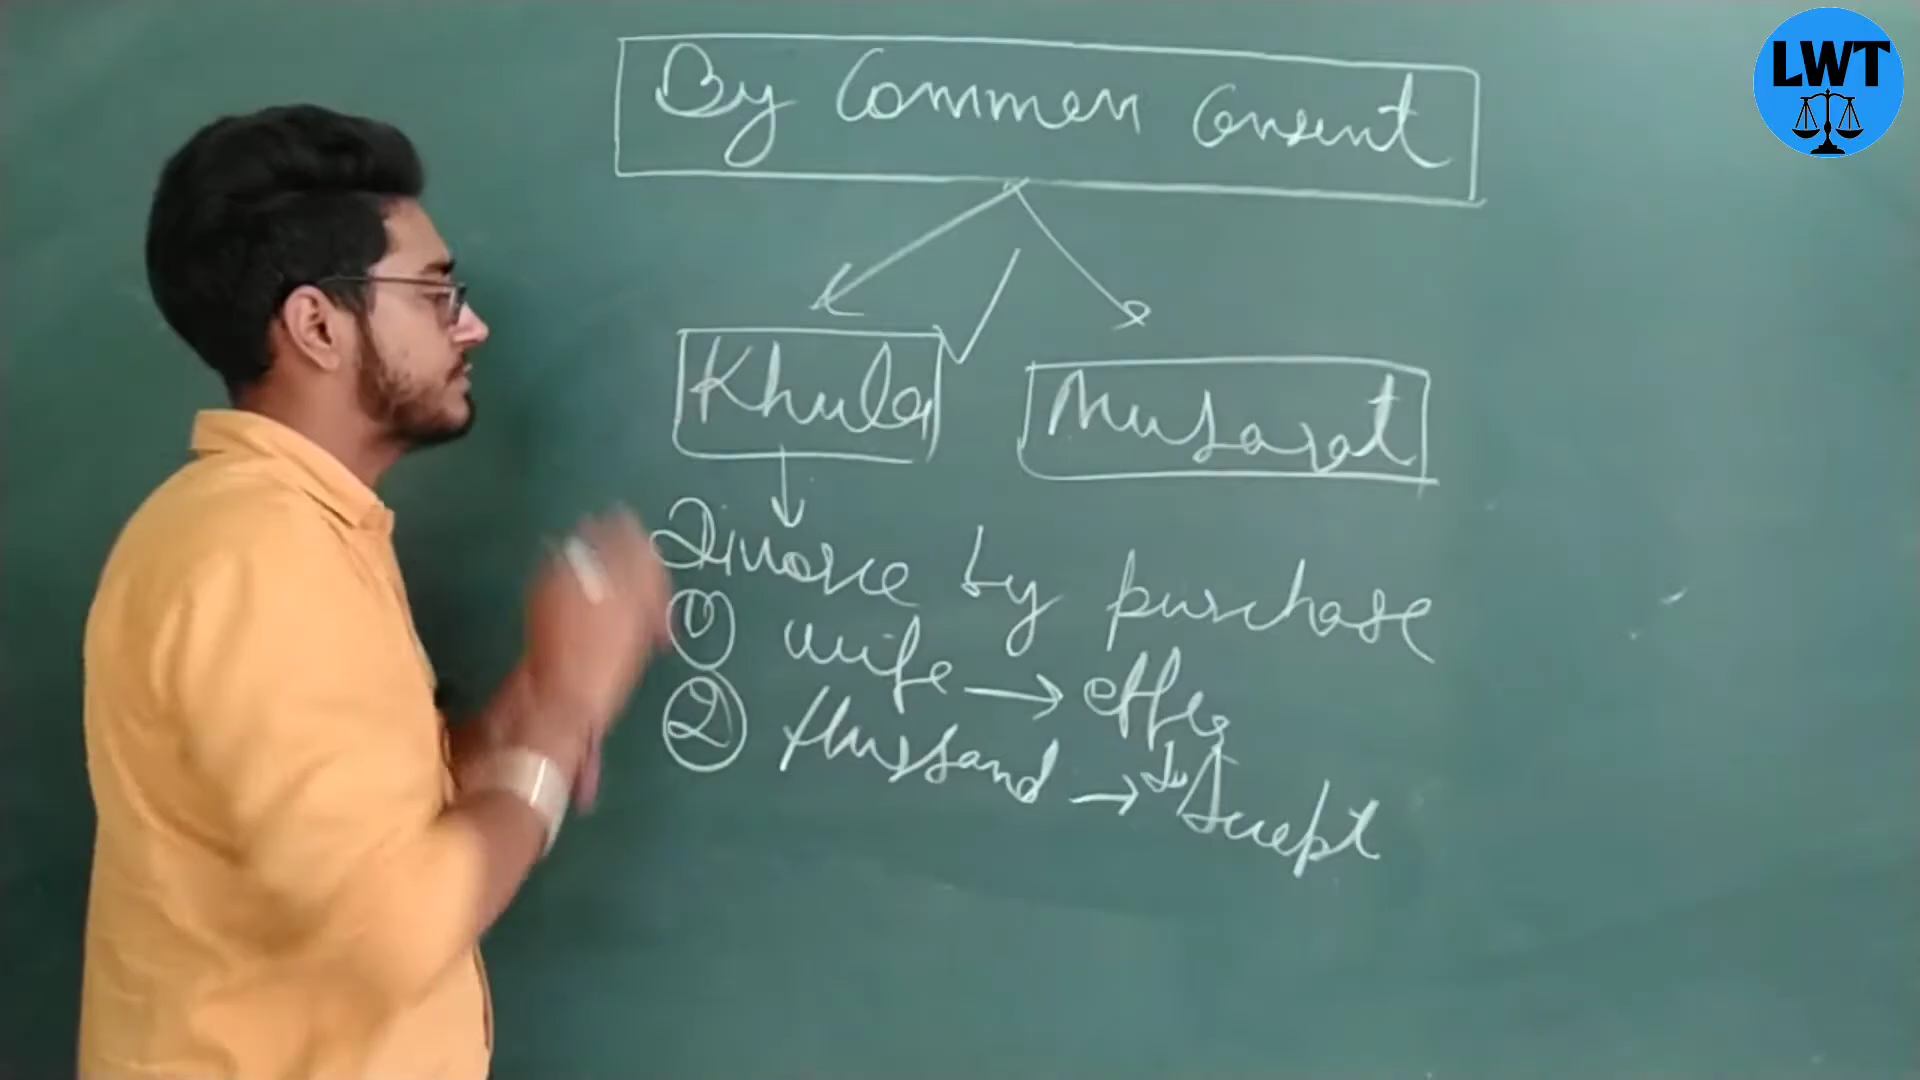 LWT
By Common Consent
Khula
Mubarat
Divorce by purchase
① wife → offer
② Husband → Accept